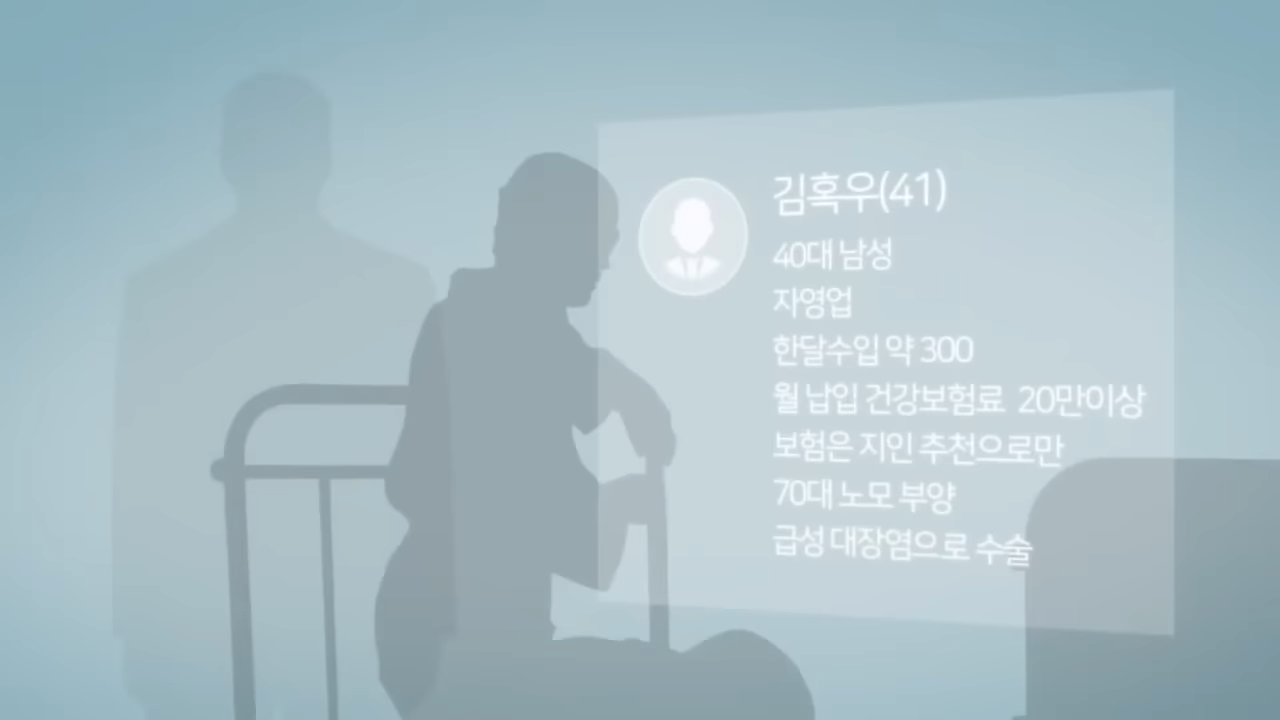 김혹우(41)
40대 남성
자영업
한달수입 약 300
월 납입 건강보험료 20만이상
보험은 지인 추천으로만
70대 노모 부양
급성 대장염으로 수술